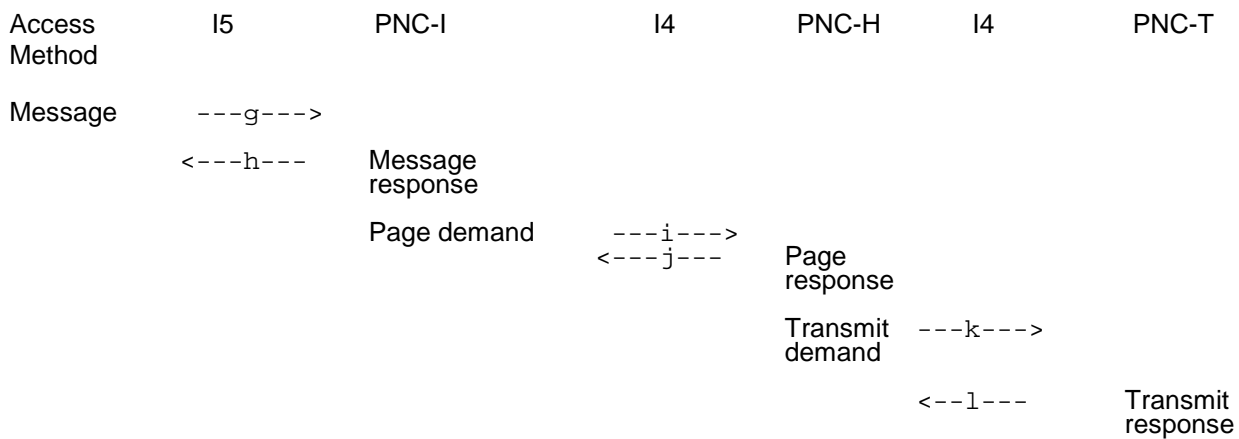 Access I5 PNC-I I4 PNC-H I4 PNC-T
Method
Message ---g--->
<---h--- Message
response
Page demand ---i--->
<---j--- Page
response
Transmit ---k--->
demand
<--l--- Transmit
response